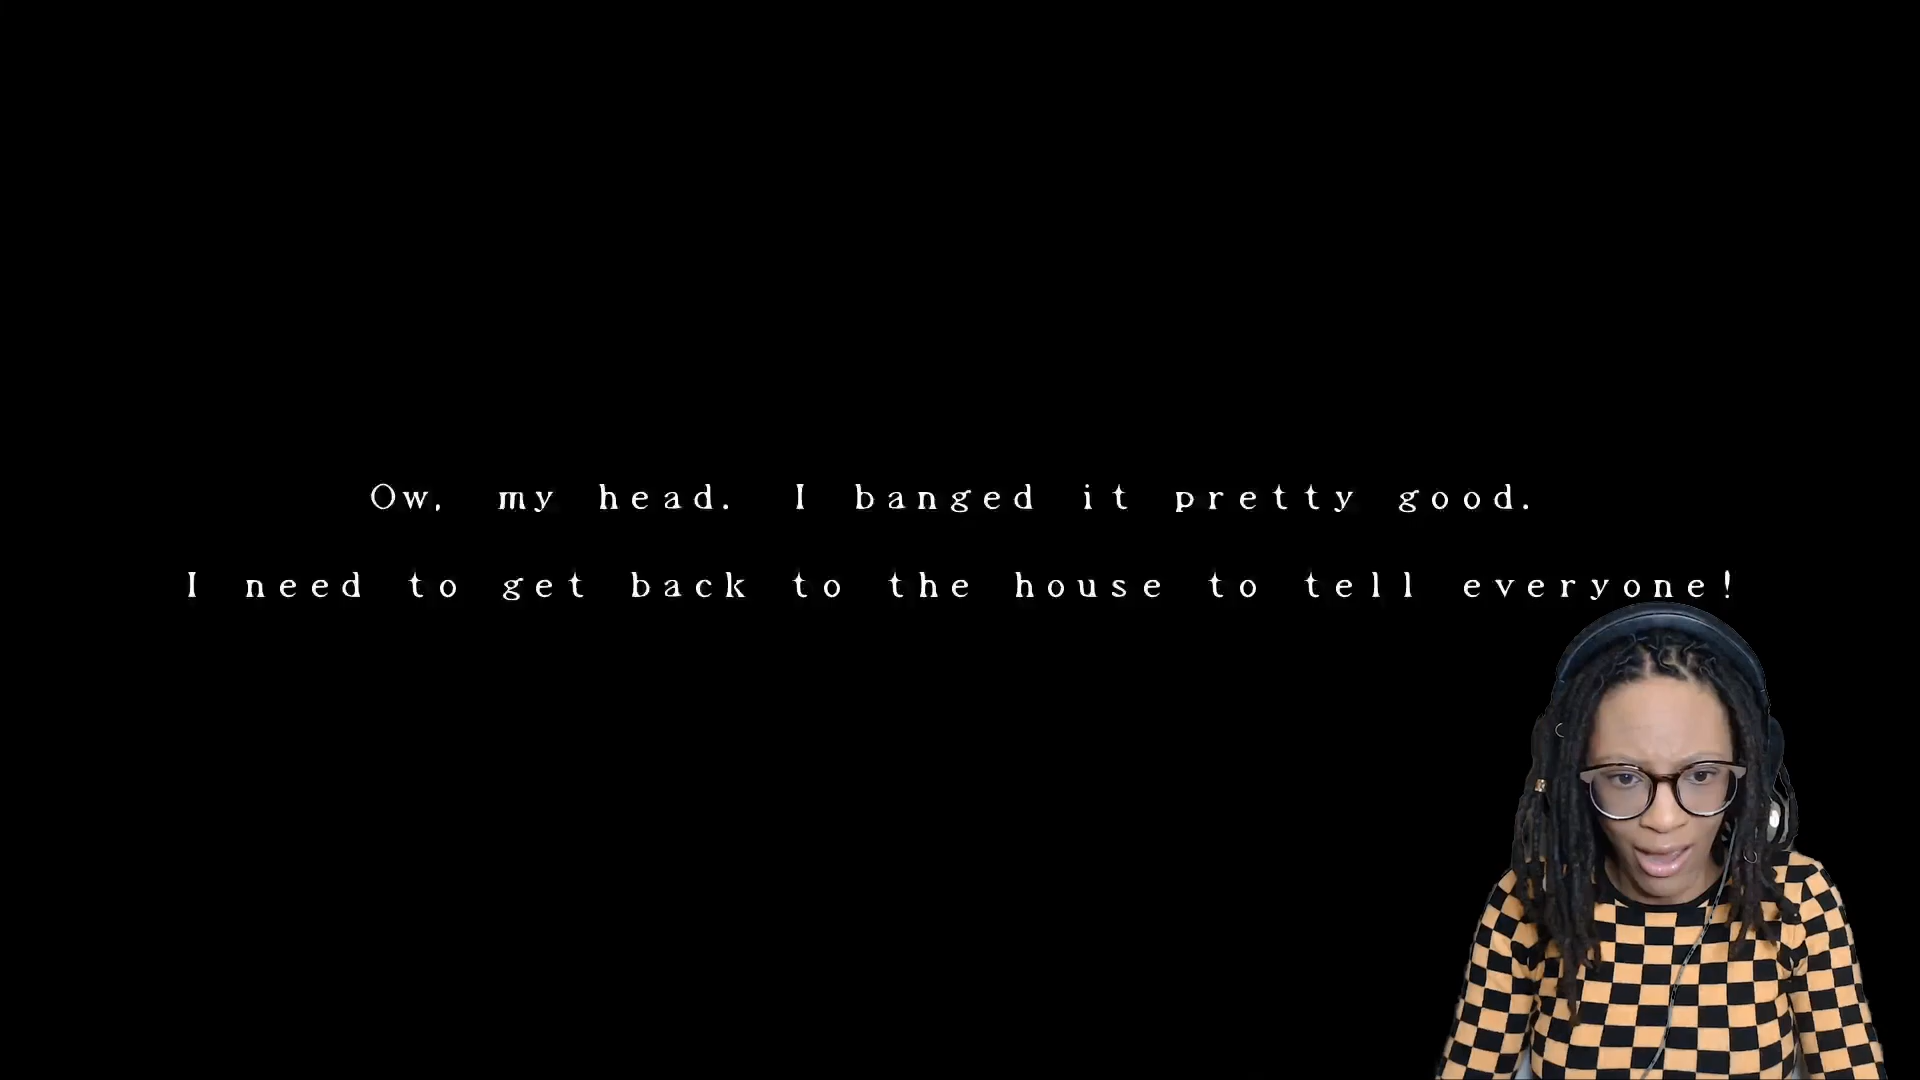 Ow, my head. I banged it pretty good.
I need to get back to the house to tell everyone!